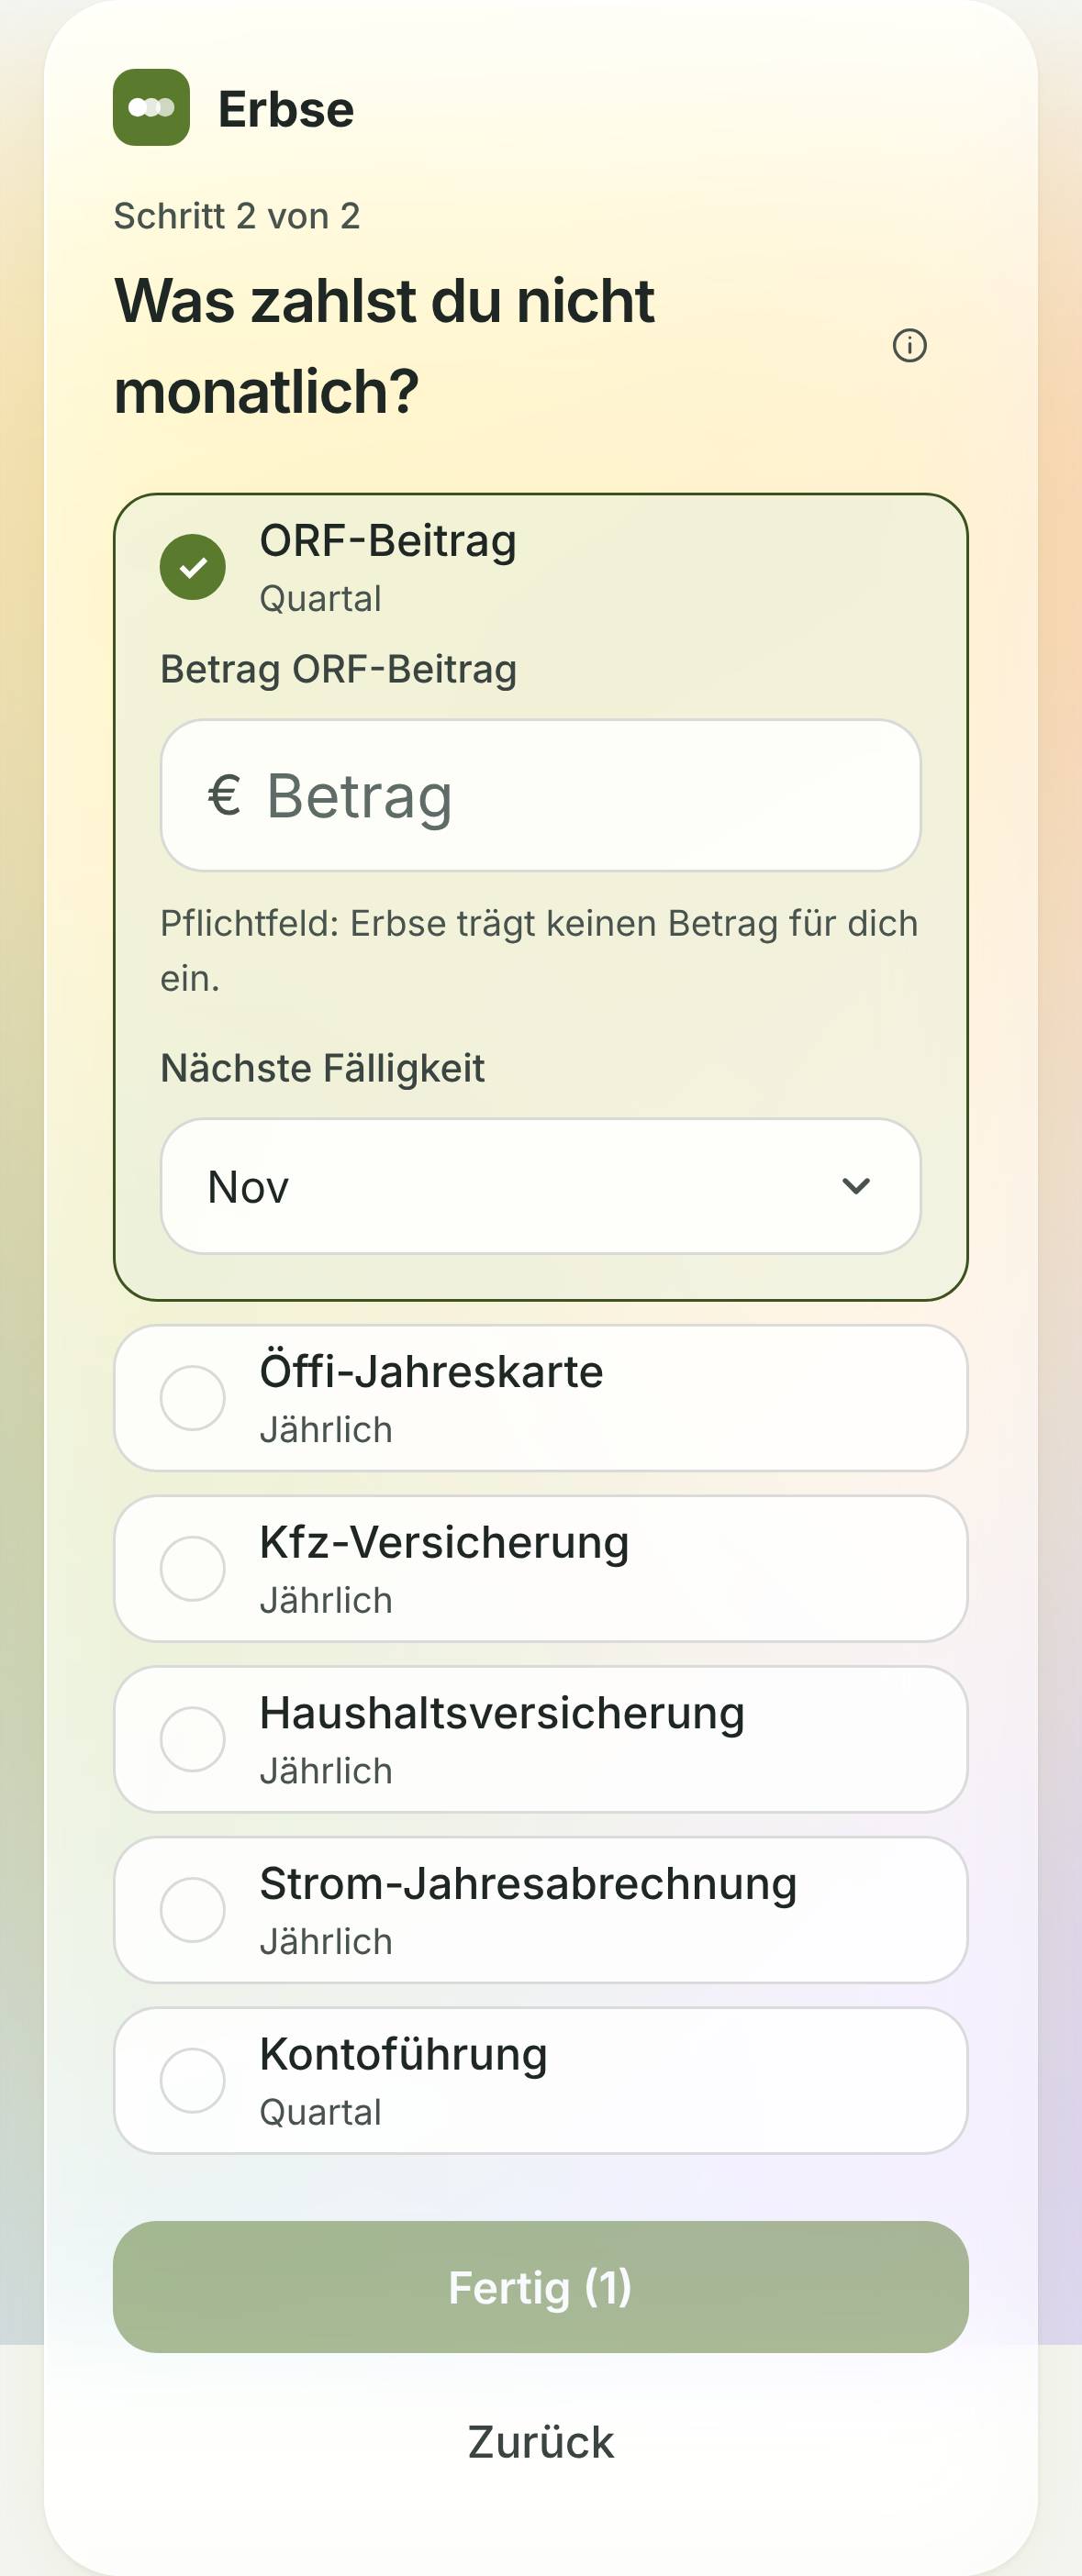 Erbse
Schritt 2 von 2
Was zahlst du nicht
monatlich?
ORF-Beitrag
Quartal
Betrag ORF-Beitrag
€ Betrag
Pflichtfeld: Erbse trägt keinen Betrag für dich
ein.
Nächste Fälligkeit
Nov
Öffi-Jahreskarte
Jährlich
Kfz-Versicherung
Jährlich
Haushaltsversicherung
Jährlich
Strom-Jahresabrechnung
Jährlich
Kontoführung
Quartal
Fertig (1)
Zurück